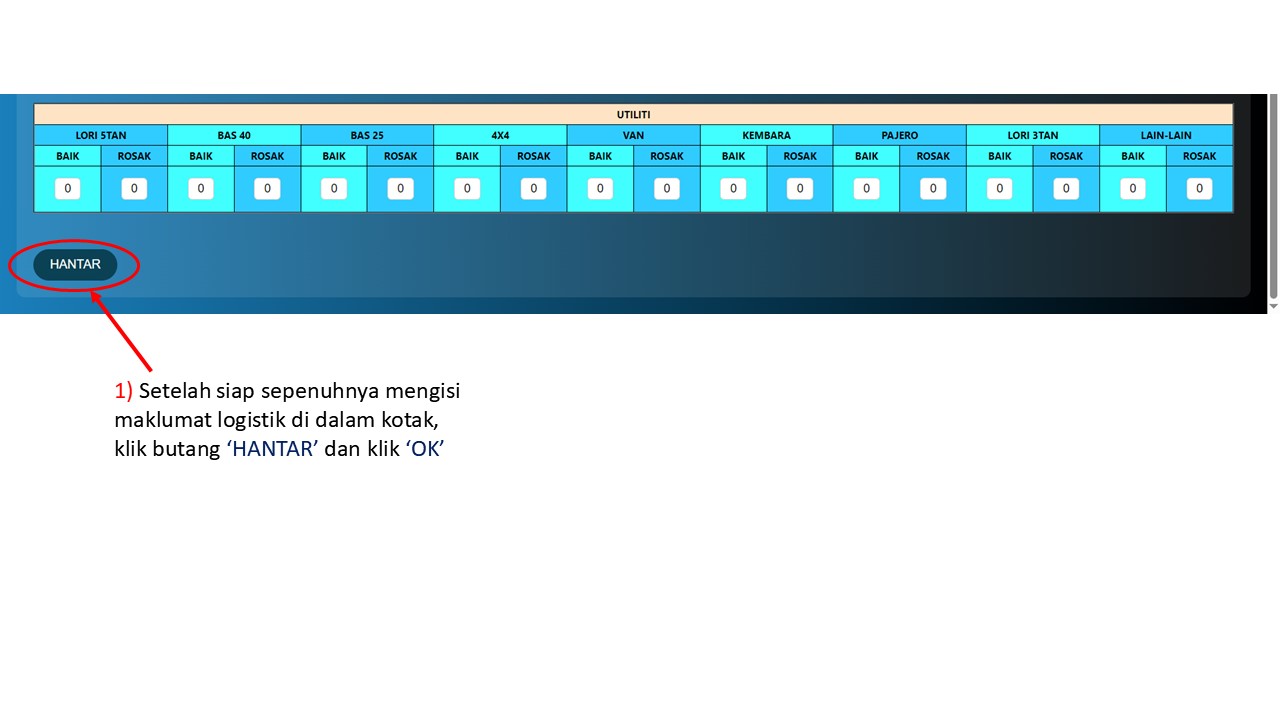 UTILITI
LORI 5TAN BAS 40 BAS 25 4X4 VAN KEMBARA PAJERO LORI 3TAN LAIN-LAIN
BAIK ROSAK BAIK ROSAK BAIK ROSAK BAIK ROSAK BAIK ROSAK BAIK ROSAK BAIK ROSAK BAIK ROSAK BAIK ROSAK
0 0 0 0 0 0 0 0 0 0 0 0 0 0 0 0 0 0
HANTAR
1) Setelah siap sepenuhnya mengisi
maklumat logistik di dalam kotak,
klik butang ‘HANTAR’ dan klik ‘OK’